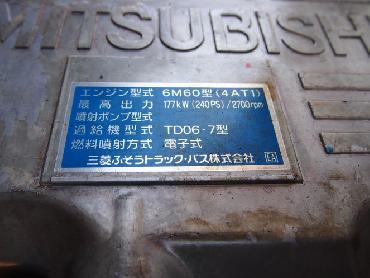 MITSUBISHI
エンジン型式 6M60型(4AT1)
最高出力 177kW(240PS)/2700rpm
噴射ポンプ型式
過給機型式 TD06-7型
燃料噴射方式 電子式
三菱ふそうトラック・バス株式会社